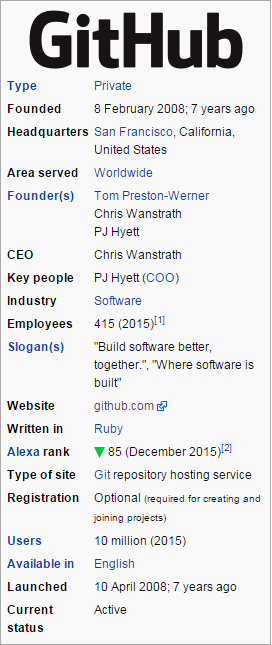 GitHub
Type Private
Founded 8 February 2008; 7 years ago
Headquarters San Francisco, California,
United States
Area served Worldwide
Founder(s) Tom Preston-Werner
Chris Wanstrath
PJ Hyett
CEO Chris Wanstrath
Key people PJ Hyett (COO)
Industry Software
Employees 415 (2015)[1]
Slogan(s) "Build software better,
together.", "Where software is
built"
Website github.com
Written in Ruby
Alexa rank ▼ 85 (December 2015)[2]
Type of site Git repository hosting service
Registration Optional (required for creating and
joining projects)
Users 10 million (2015)
Available in English
Launched 10 April 2008; 7 years ago
Current Active
status